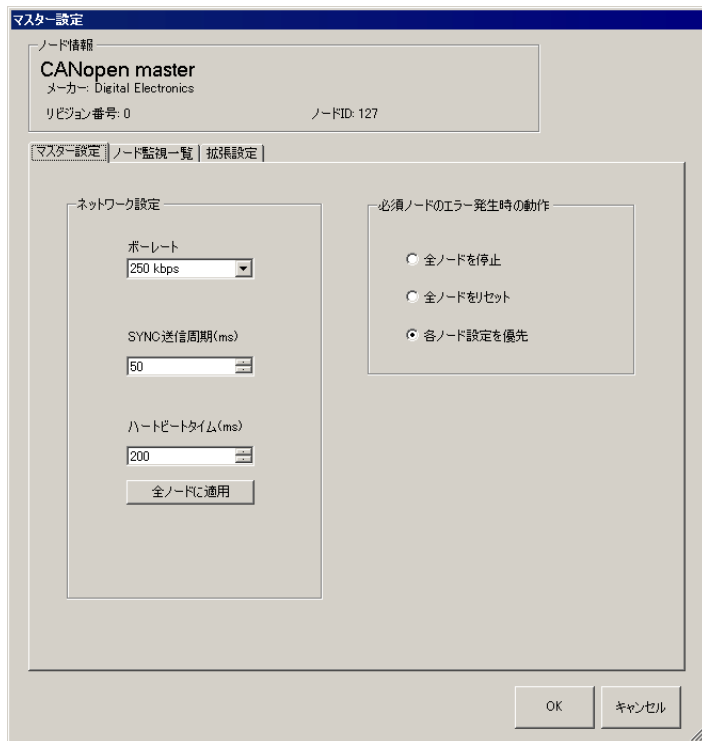 マスター設定
ノード情報
CANopen master
メーカー: Digital Electronics
リビジョン番号: 0
ノードID: 127
マスター設定
ノード監視一覧
拡張設定
ネットワーク設定
ボーレート
250 kbps
SYNC送信周期(ms)
50
ハートビートタイム(ms)
200
全ノードに適用
必須ノードのエラー発生時の動作
全ノードを停止
全ノードをリセット
各ノード設定を優先
OK
キャンセル